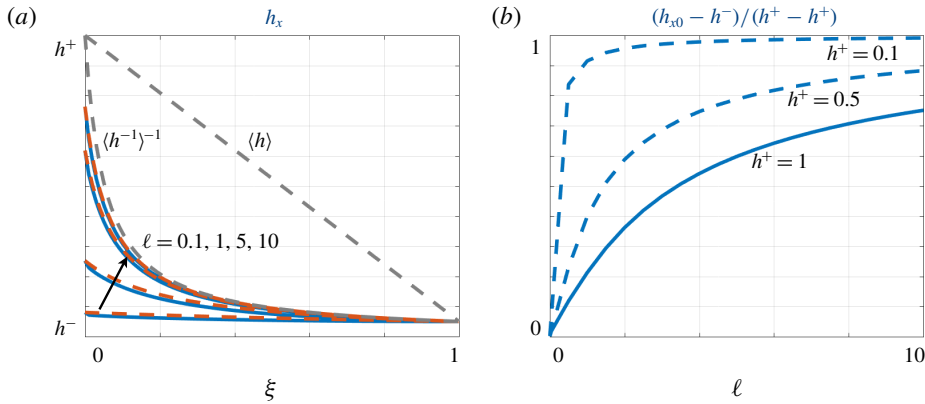 (a)
h_x
h⁺
⟨h⁻¹⟩⁻¹
⟨h⟩
ℓ = 0.1, 1, 5, 10
h⁻
0
1
ξ
(b)
(h_{x0} − h⁻)/(h⁺ − h⁺)
1
h⁺ = 0.1
h⁺ = 0.5
h⁺ = 1
0
0
10
ℓ